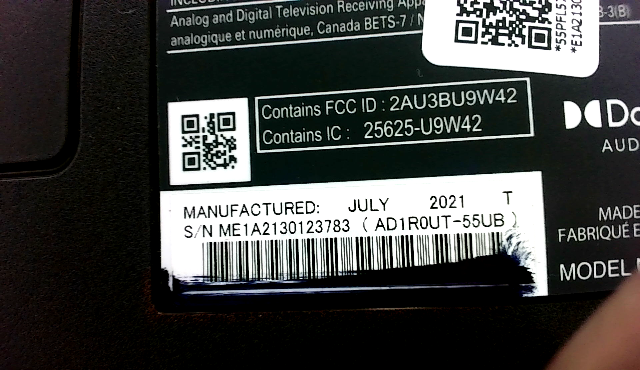 Analog and Digital Television Receiving
analogique et numérique, Canada BETS-7 /
Contains FCC ID : 2AU3BU9W42
Contains IC : 25625-U9W42
AUD
MANUFACTURED: JULY 2021 T
S/N ME1A2130123783 ( AD1R0UT-55UB )
MADE
FABRIQUÉ E
MODEL